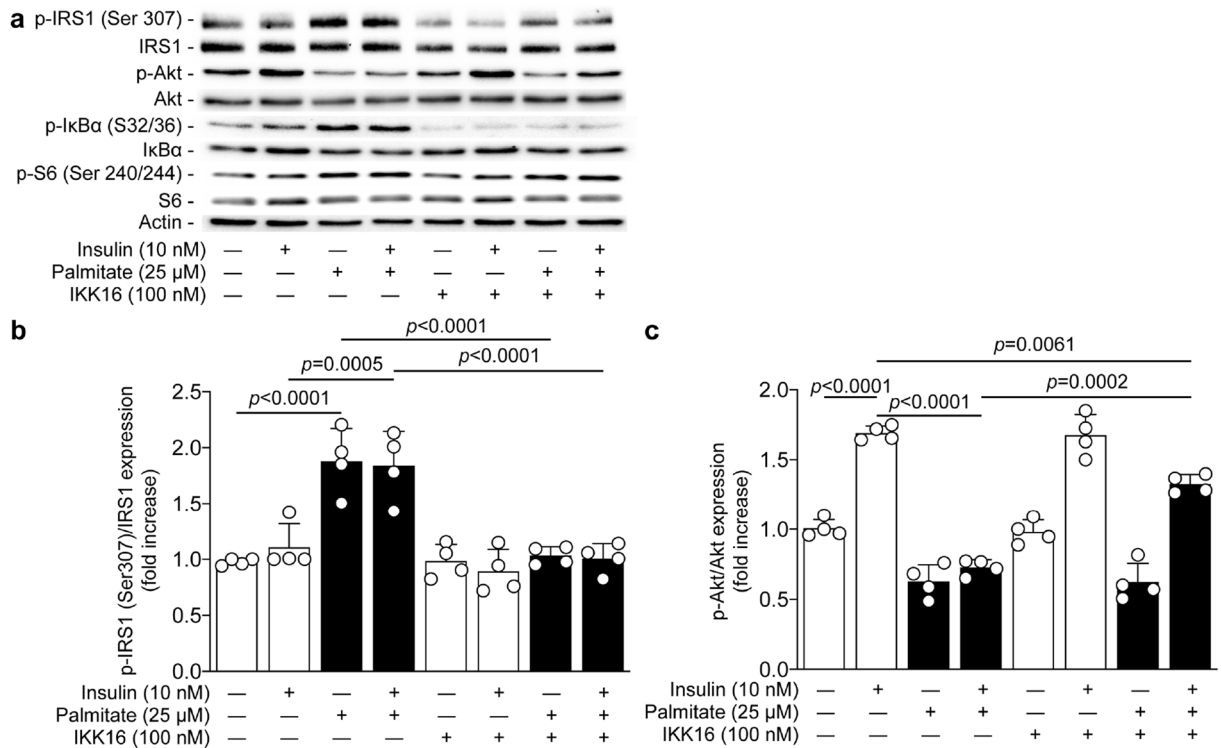 a
p-IRS1 (Ser 307) -
IRS1 -
p-Akt -
Akt -
p-IκBα (S32/36) -
IκBα -
p-S6 (Ser 240/244) -
S6 -
Actin -
Insulin (10 nM) — + — + — + — +
Palmitate (25 µM) — — + + — — + +
IKK16 (100 nM) — — — — + + + +
b
p<0.0001
p<0.0001
p=0.0005
p<0.0001
p-IRS1 (Ser307)/IRS1 expression
(fold increase)
2.5
2.0
1.5
1.0
0.5
0.0
Insulin (10 nM) — + — + — + — +
Palmitate (25 µM) — — + + — — + +
IKK16 (100 nM) — — — — + + + +
c
p=0.0061
p<0.0001
p=0.0002
p<0.0001
p-Akt/Akt expression
(fold increase)
2.0
1.5
1.0
0.5
0.0
Insulin (10 nM) — + — + — + — +
Palmitate (25 µM) — — + + — — + +
IKK16 (100 nM) — — — — + + + +